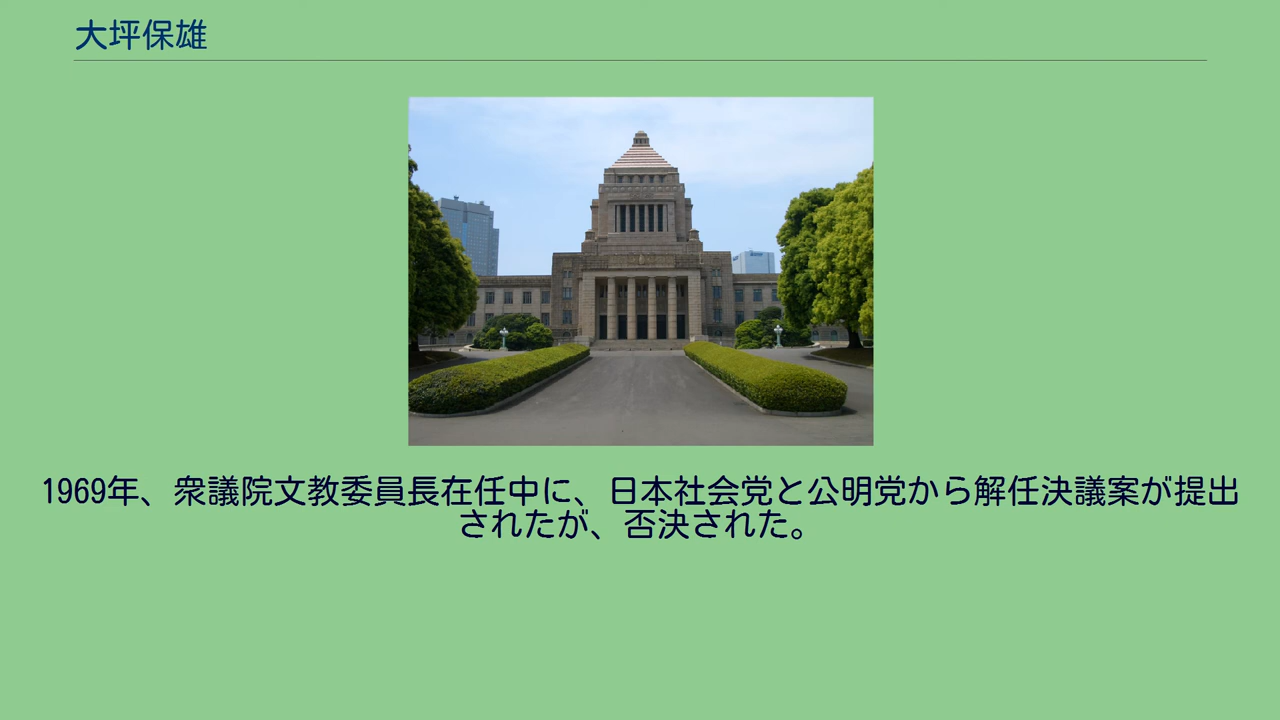 大坪保雄
1969年、衆議院文教委員長在任中に、日本社会党と公明党から解任決議案が提出
されたが、否決された。